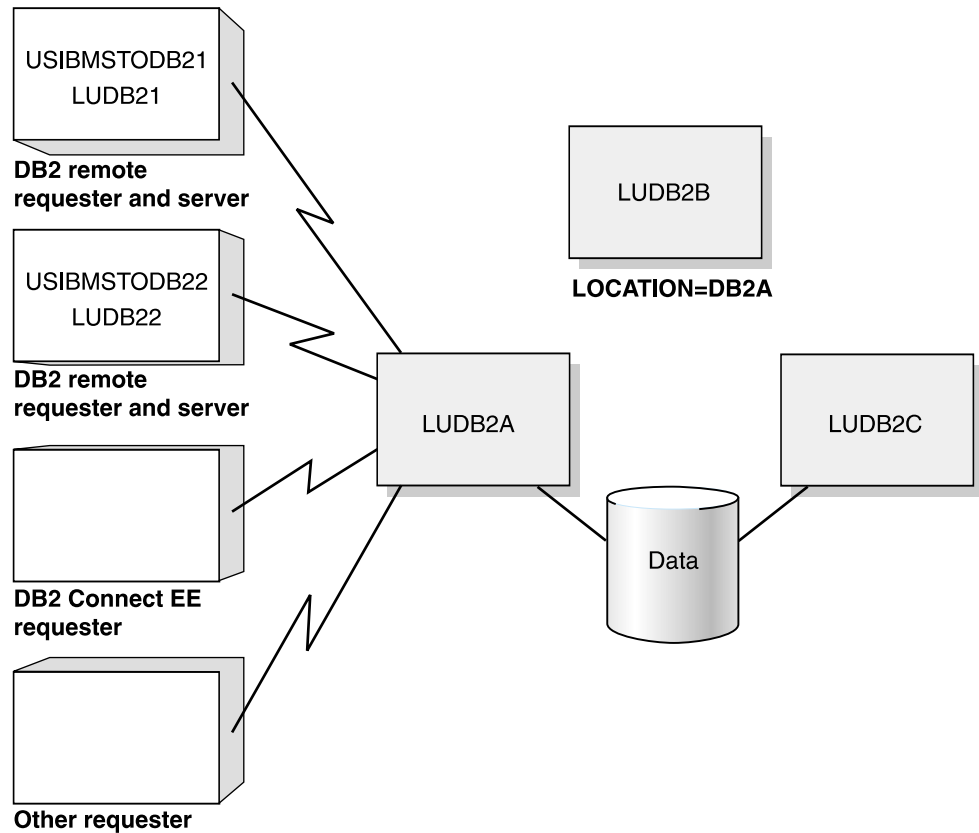 USIBMSTODB21
LUDB21
DB2 remote
requester and server
USIBMSTODB22
LUDB22
DB2 remote
requester and server
DB2 Connect EE
requester
Other requester
LUDB2B
LOCATION=DB2A
LUDB2A
LUDB2C
Data